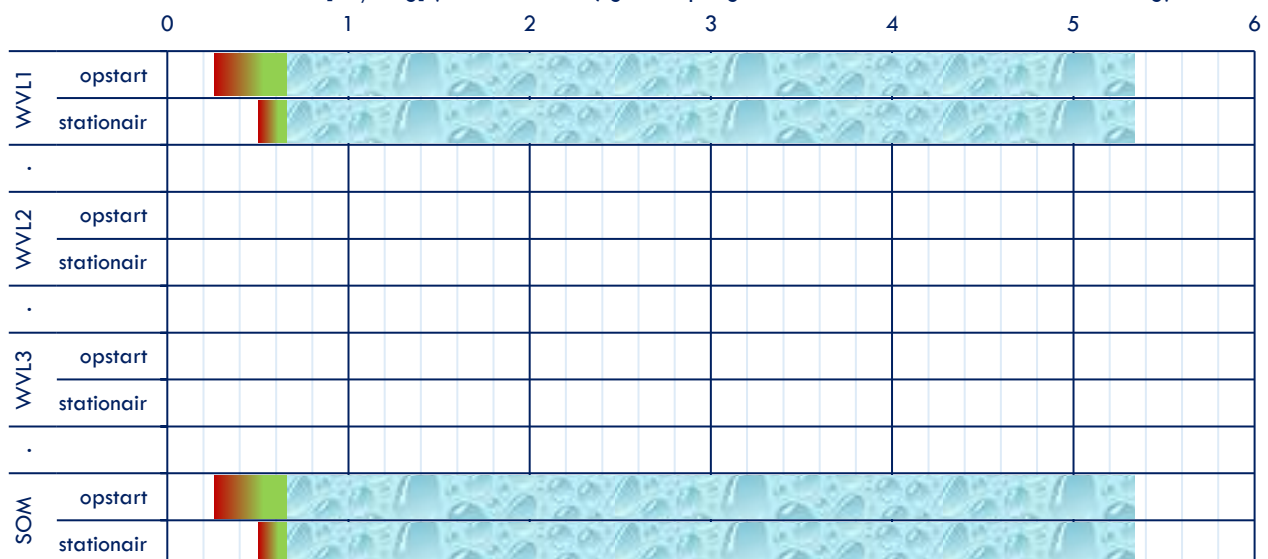 0 1 2 3 4 5 6
WVL1
opstart
stationair
.
WVL2
opstart
stationair
.
WVL3
opstart
stationair
.
SOM
opstart
stationair